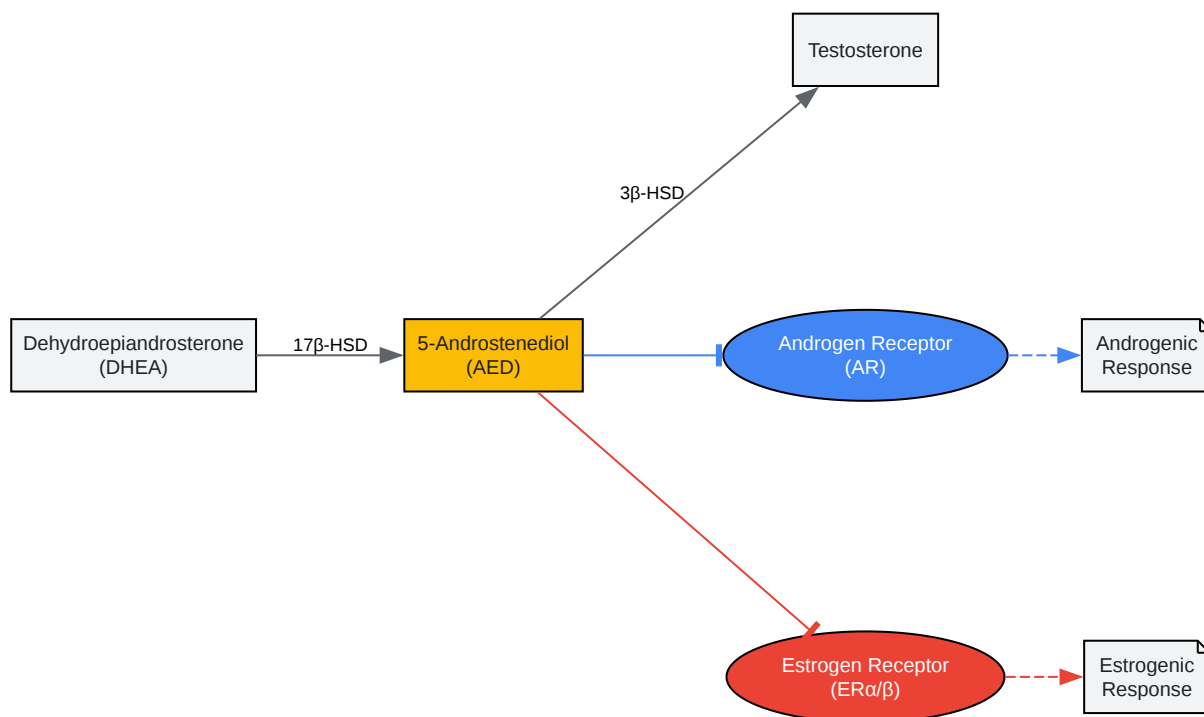 Testosterone
3β-HSD
Dehydroepiandrosterone
(DHEA)
17β-HSD
5-Androstenediol
(AED)
Androgen Receptor
(AR)
Androgenic
Response
Estrogen Receptor
(ERα/β)
Estrogenic
Response